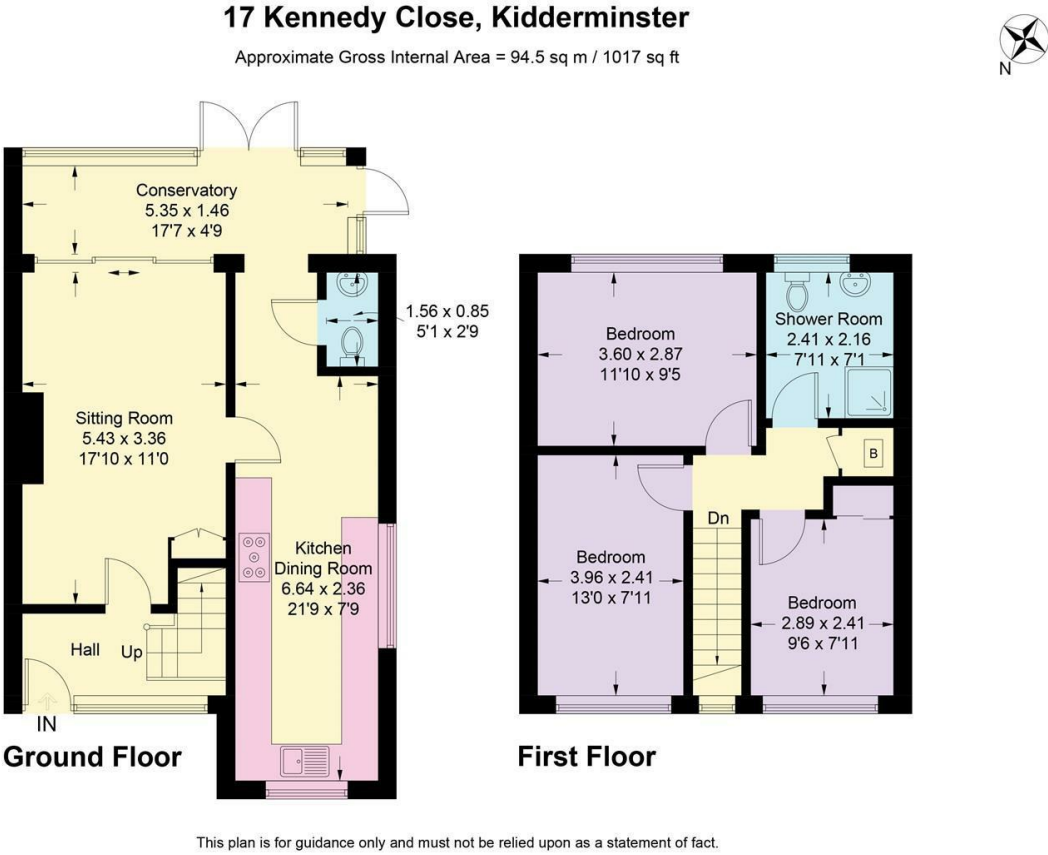 17 Kennedy Close, Kidderminster
Approximate Gross Internal Area = 94.5 sq m / 1017 sq ft
N
Conservatory
5.35 x 1.46
17'7 x 4'9
1.56 x 0.85
5'1 x 2'9
Sitting Room
5.43 x 3.36
17'10 x 11'0
Kitchen
Dining Room
6.64 x 2.36
21'9 x 7'9
Hall
Up
IN
Ground Floor
Bedroom
3.60 x 2.87
11'10 x 9'5
Shower Room
2.41 x 2.16
7'11 x 7'1
B
Dn
Bedroom
3.96 x 2.41
13'0 x 7'11
Bedroom
2.89 x 2.41
9'6 x 7'11
First Floor
This plan is for guidance only and must not be relied upon as a statement of fact.